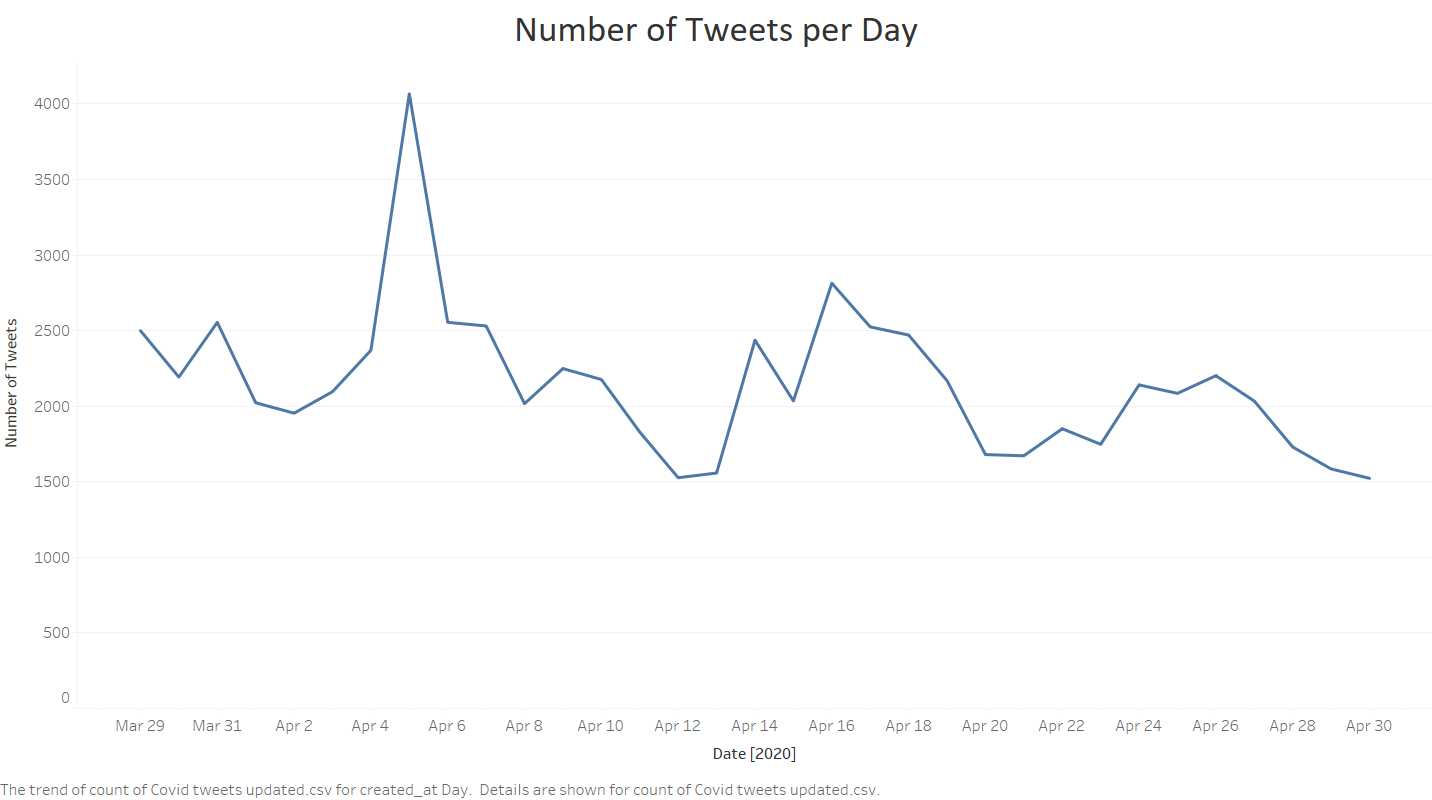 Number of Tweets per Day
Number of Tweets
4000
3500
3000
2500
2000
1500
1000
500
0
Mar 29 Mar 31 Apr 2 Apr 4 Apr 6 Apr 8 Apr 10 Apr 12 Apr 14 Apr 16 Apr 18 Apr 20 Apr 22 Apr 24 Apr 26 Apr 28 Apr 30
Date [2020]
The trend of count of Covid tweets updated.csv for created_at Day. Details are shown for count of Covid tweets updated.csv.